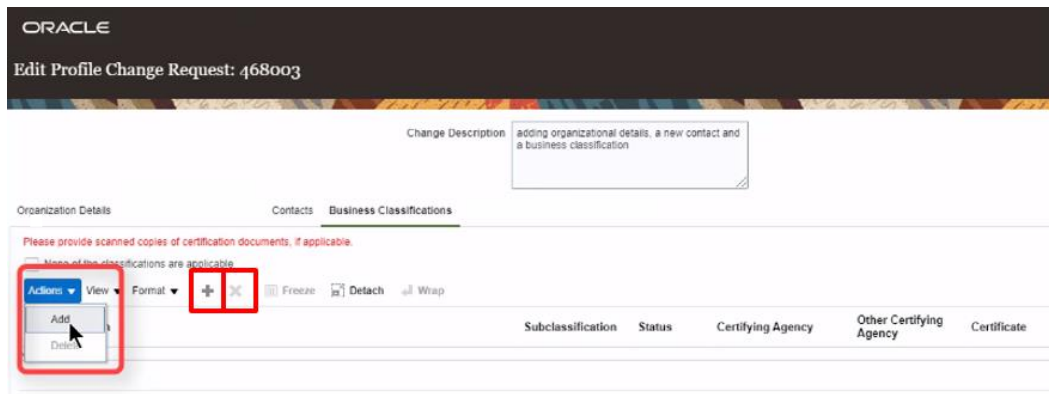 ORACLE
Edit Profile Change Request: 468003
Change Description
adding organizational details, a new contact and
a business classification
Organization Details Contacts Business Classifications
Please provide scanned copies of certification documents, if applicable.
None of the classifications are applicable
Actions View Format Freeze Detach Wrap
Add
Subclassification Status Certifying Agency Other Certifying Agency Certificate